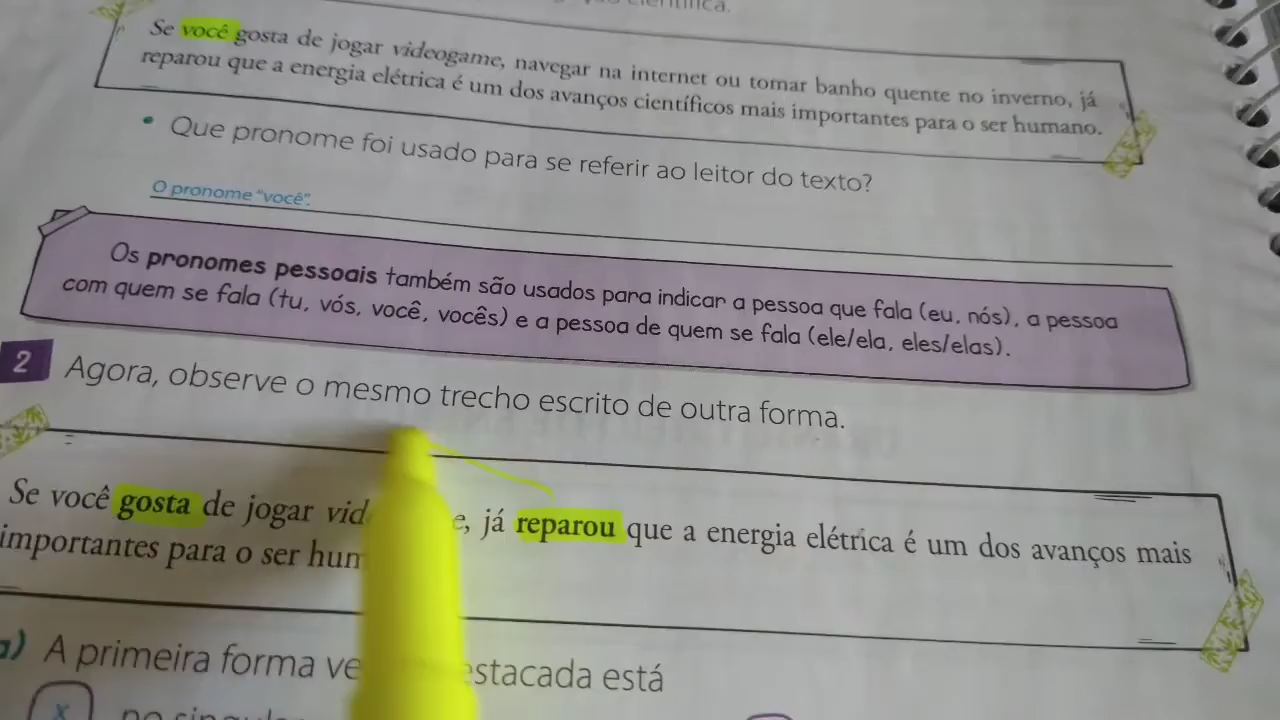 Se você gosta de jogar videogame, navegar na internet ou tomar banho quente no inverno, já
reparou que a energia elétrica é um dos avanços científicos mais importantes para o ser humano.
• Que pronome foi usado para se referir ao leitor do texto?
O pronome "você".
Os pronomes pessoais também são usados para indicar a pessoa que fala (eu, nós), a pessoa
com quem se fala (tu, vós, você, vocês) e a pessoa de quem se fala (ele/ela, eles/elas).
2 Agora, observe o mesmo trecho escrito de outra forma.
Se você gosta de jogar vid e, já reparou que a energia elétrica é um dos avanços mais
importantes para o ser hum
a) A primeira forma ve estacada está
x no singular